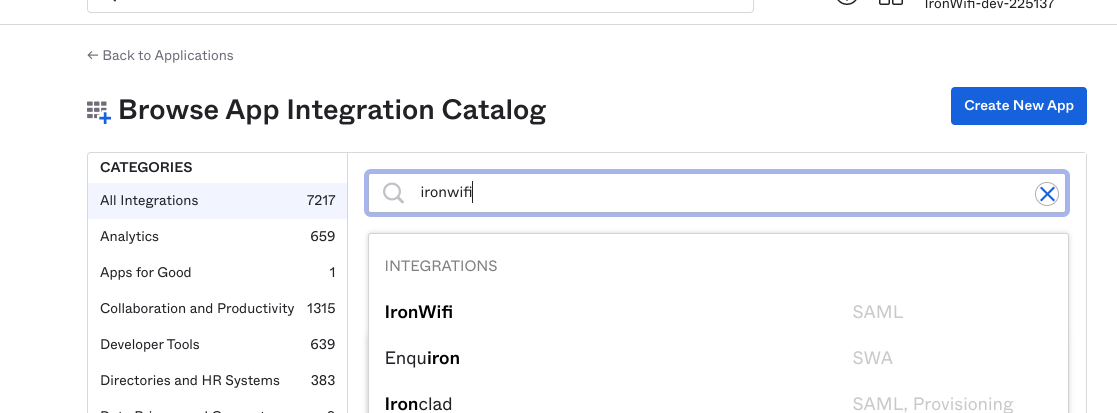 IronWifi-dev-225137
← Back to Applications
Browse App Integration Catalog
Create New App
CATEGORIES
All Integrations 7217
Analytics 659
Apps for Good 1
Collaboration and Productivity 1315
Developer Tools 639
Directories and HR Systems 383
ironwifi
INTEGRATIONS
IronWifi SAML
Enquiron SWA
Ironclad SAML, Provisioning